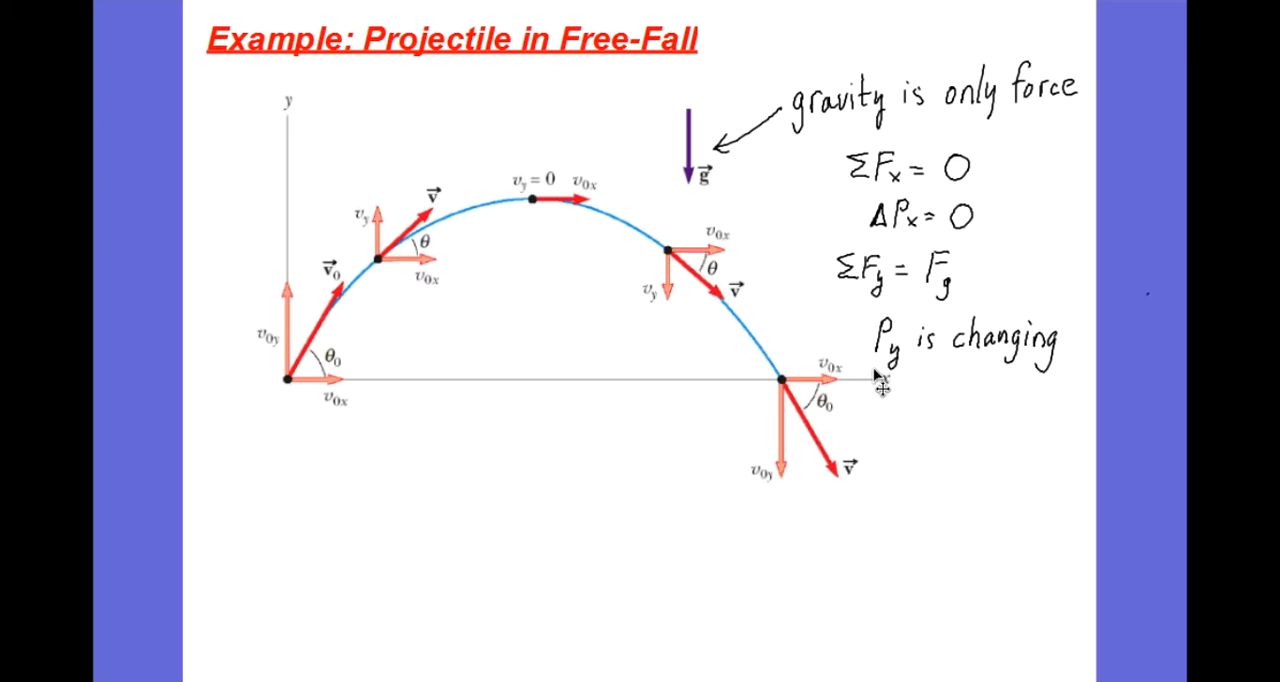 Example: Projectile in Free-Fall
gravity is only force
y
g
ΣFx = 0
vy = 0 v0x
v
vy
θ
v0x
ΔPx = 0
v0x
θ
vy
v
ΣFy = Fg
v0
v0y
θ0
v0x
Py is changing
v0x
x
θ0
v0y
v